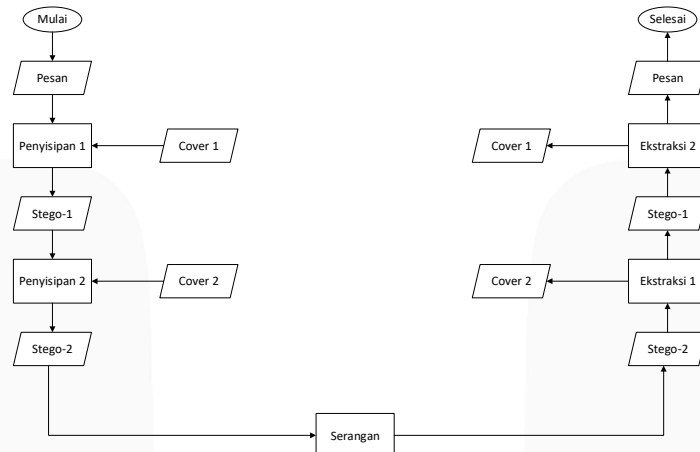 Mulai
Pesan
Penyisipan 1
Cover 1
Stego-1
Penyisipan 2
Cover 2
Stego-2
Serangan
Stego-2
Ekstraksi 1
Cover 2
Stego-1
Ekstraksi 2
Cover 1
Pesan
Selesai